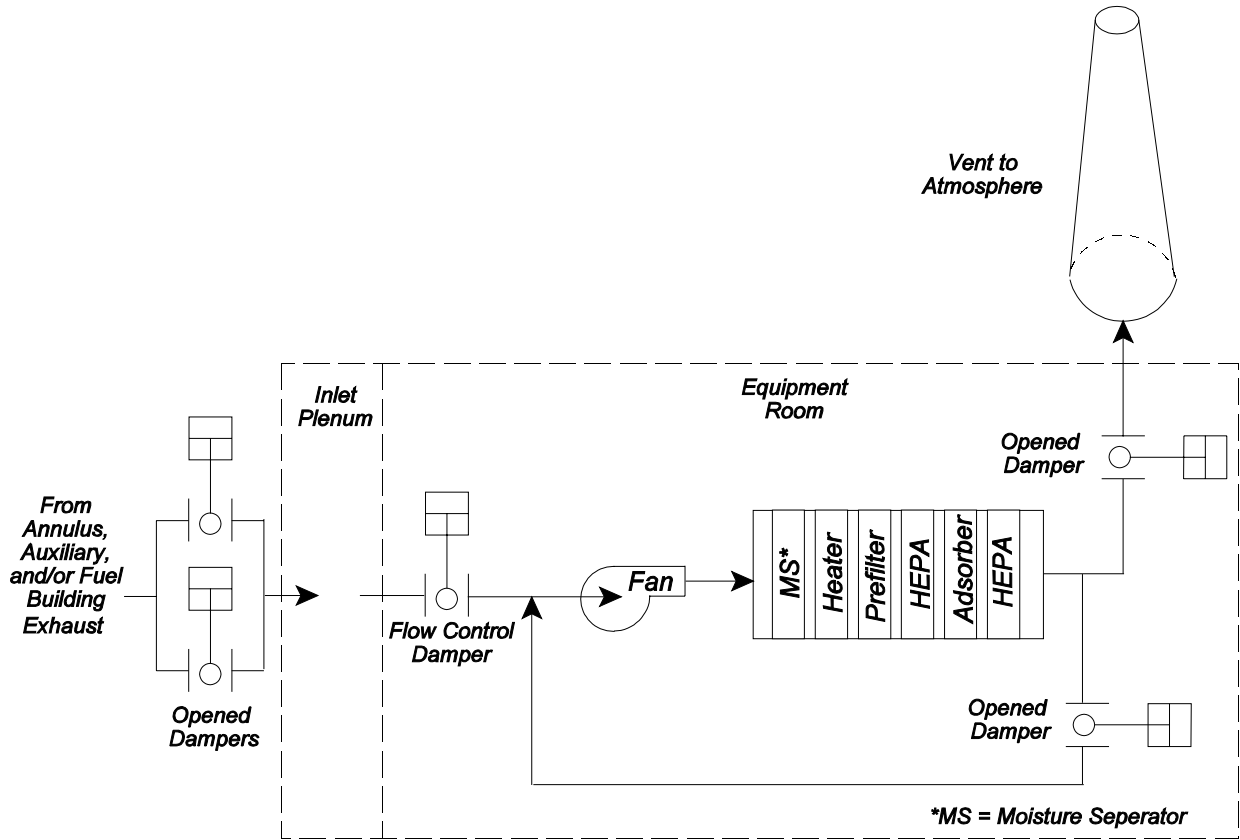 Vent to
Atmosphere
Inlet
Plenum
Equipment
Room
Opened
Damper
From
Annulus,
Auxiliary,
and/or Fuel
Building
Exhaust
Flow Control
Damper
Fan
MS*
Heater
Prefilter
HEPA
Adsorber
HEPA
Opened
Dampers
Opened
Damper
*MS = Moisture Seperator